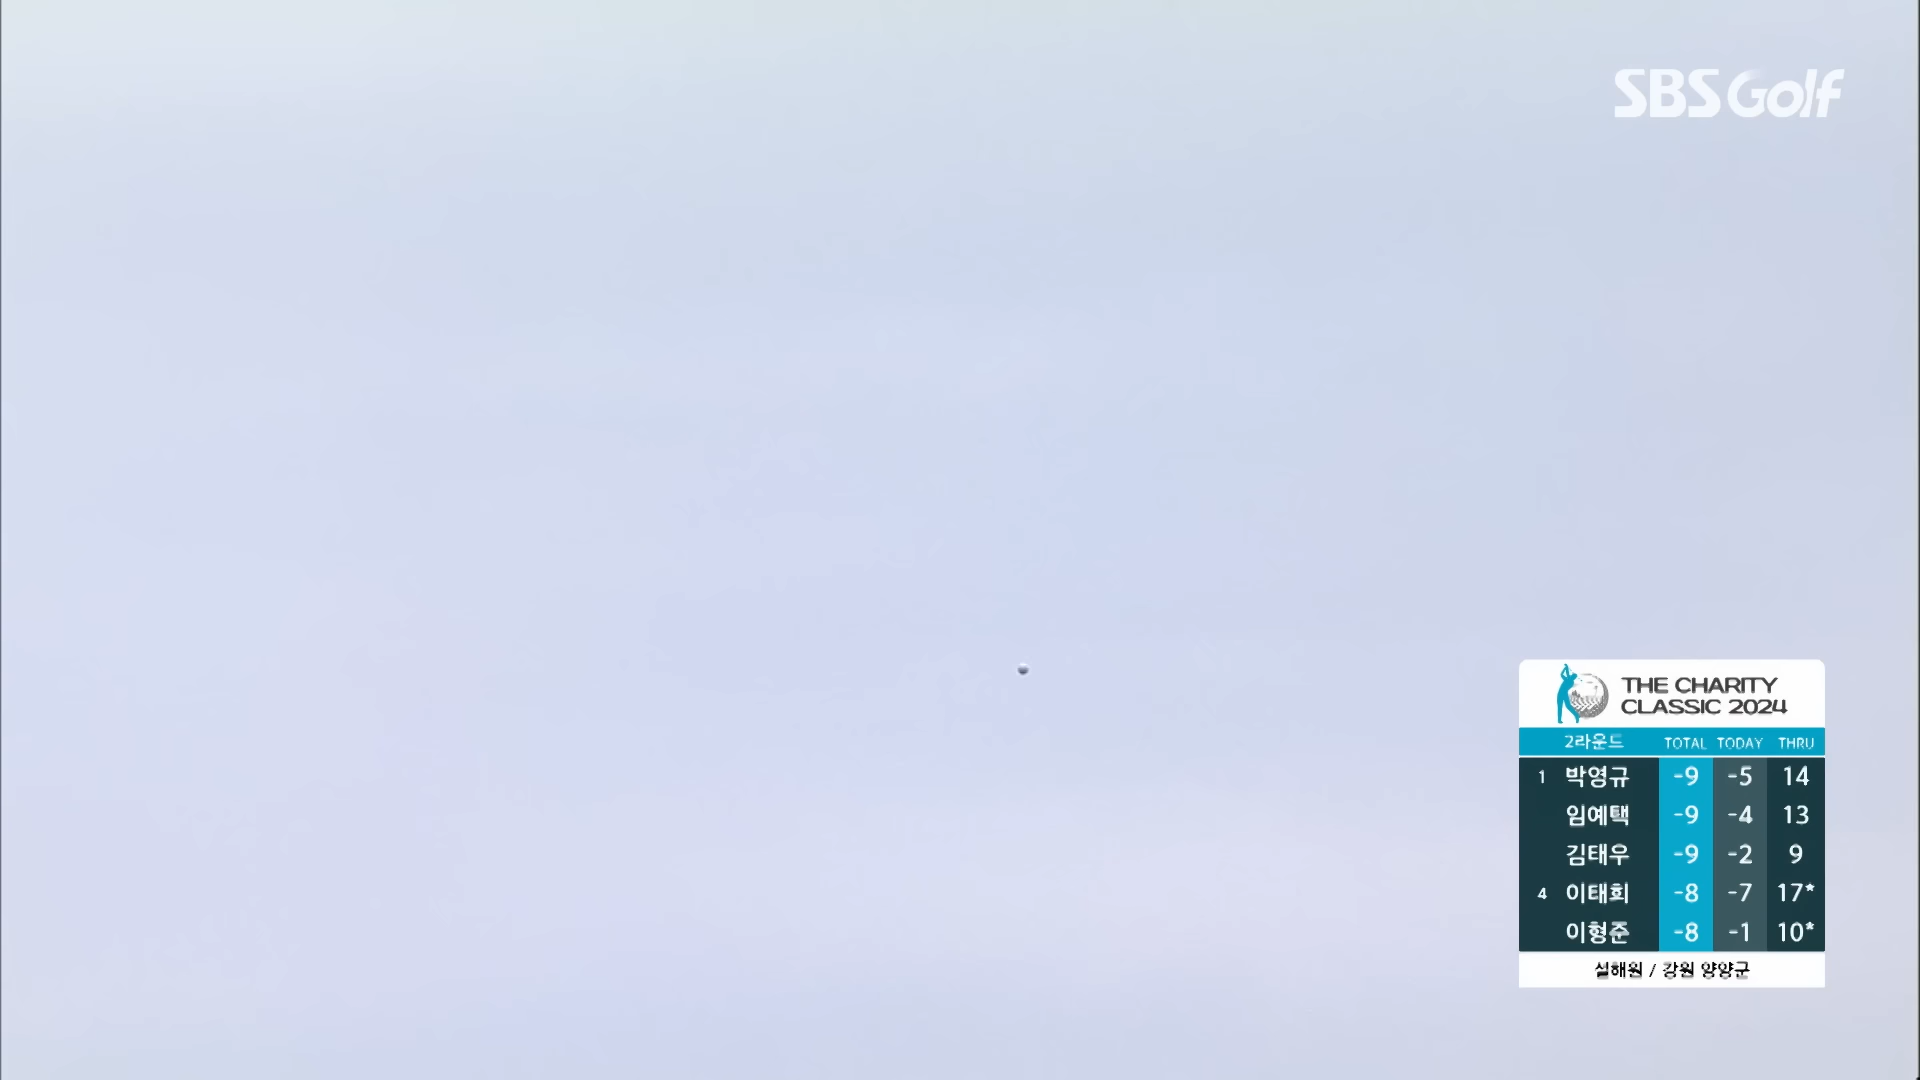 SBS Golf
THE CHARITY
CLASSIC 2024
2라운드 TOTAL TODAY THRU
1 박영규 -9 -5 14
임예택 -9 -4 13
김태우 -9 -2 9
4 이태희 -8 -7 17*
이형준 -8 -1 10*
설해원 / 강원 양양군